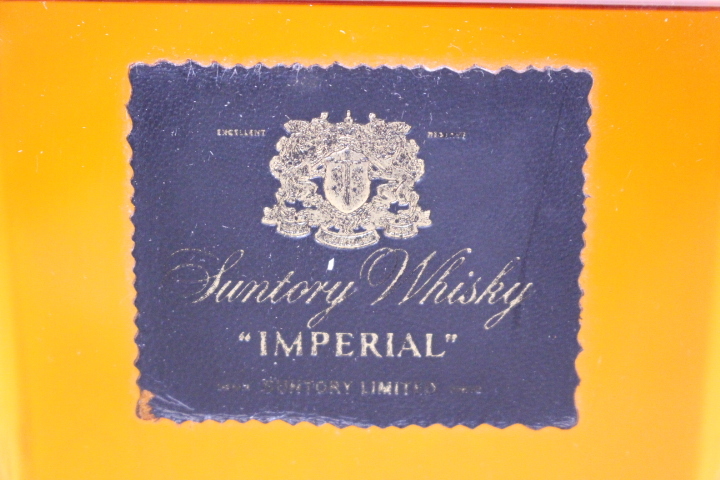 EXCELLENT
Suntory Whisky
"IMPERIAL"
SUNTORY LIMITED